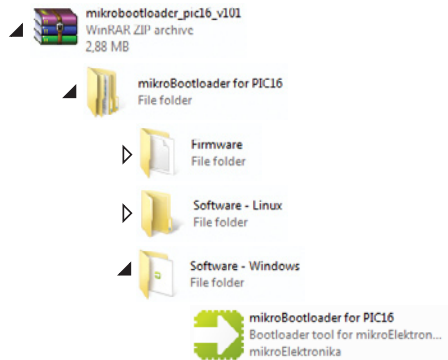 mikrobootloader_pic16_v101
WinRAR ZIP archive
2,88 MB
mikroBootloader for PIC16
File folder
Firmware
File folder
Software - Linux
File folder
Software - Windows
File folder
mikroBootloader for PIC16
Bootloader tool for mikroElektron...
mikroElektronika